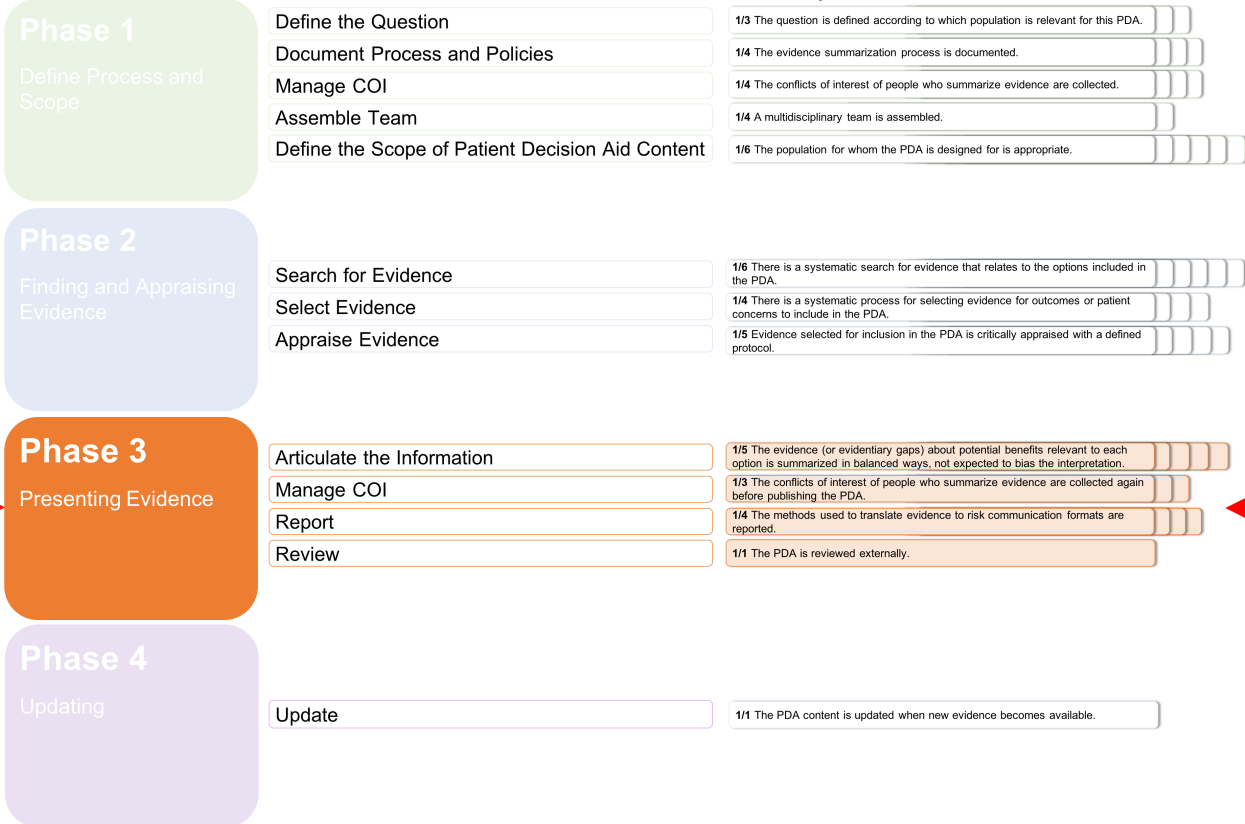 Phase 1
Define Process and
Scope
Define the Question
1/3 The question is defined according to which population is relevant for this PDA.
Document Process and Policies
1/4 The evidence summarization process is documented.
Manage COI
1/4 The conflicts of interest of people who summarize evidence are collected.
Assemble Team
1/4 A multidisciplinary team is assembled.
Define the Scope of Patient Decision Aid Content
1/6 The population for whom the PDA is designed for is appropriate.
Phase 2
Finding and Appraising
Evidence
Search for Evidence
1/6 There is a systematic search for evidence that relates to the options included in
the PDA.
Select Evidence
1/4 There is a systematic process for selecting evidence for outcomes or patient
concerns to include in the PDA.
Appraise Evidence
1/5 Evidence selected for inclusion in the PDA is critically appraised with a defined
protocol.
Phase 3
Presenting Evidence
Articulate the Information
1/5 The evidence (or evidentiary gaps) about potential benefits relevant to each
option is summarized in balanced ways, not expected to bias the interpretation.
Manage COI
1/3 The conflicts of interest of people who summarize evidence are collected again
before publishing the PDA.
Report
1/4 The methods used to translate evidence to risk communication formats are
reported.
Review
1/1 The PDA is reviewed externally.
Phase 4
Updating
Update
1/1 The PDA content is updated when new evidence becomes available.